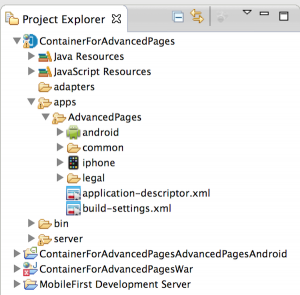 Project Explorer
ContainerForAdvancedPages
Java Resources
JavaScript Resources
adapters
apps
AdvancedPages
android
common
iphone
legal
application-descriptor.xml
build-settings.xml
bin
server
ContainerForAdvancedPagesAdvancedPagesAndroid
ContainerForAdvancedPagesWar
MobileFirst Development Server